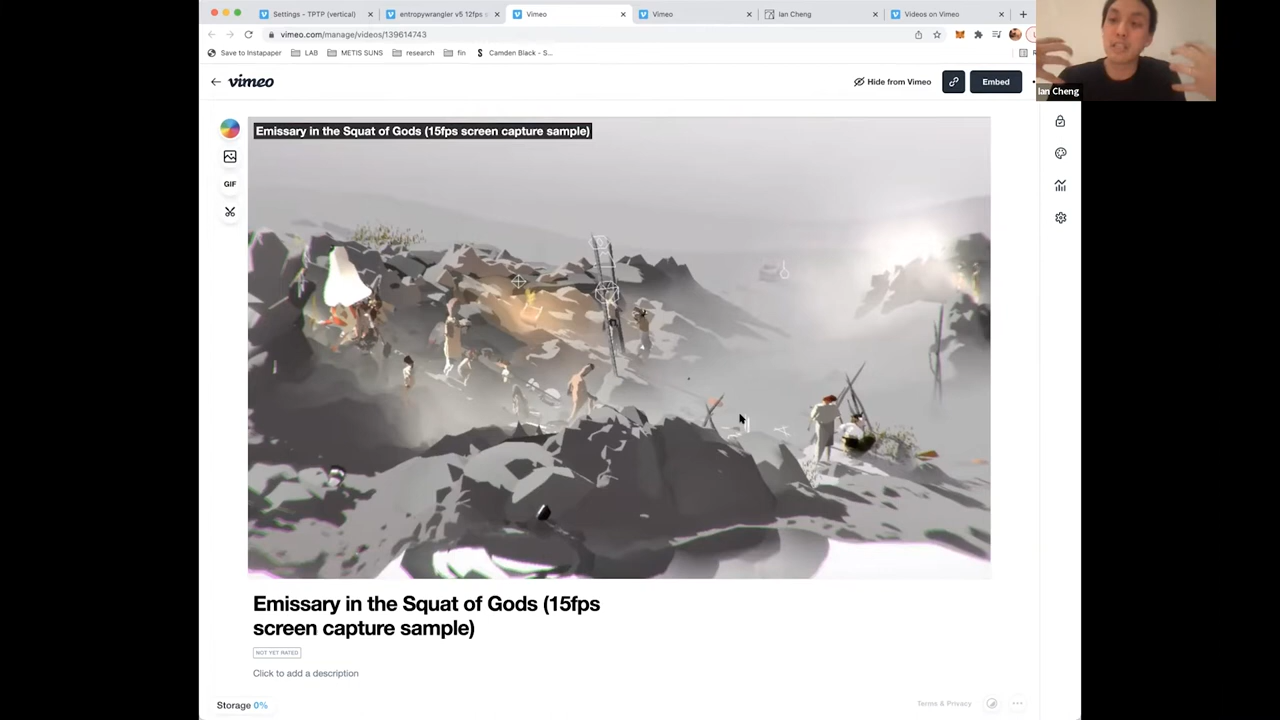 Settings - TPTP (vertical)
entropywrangler v5 12fps s
Vimeo
Vimeo
Ian Cheng
Videos on Vimeo
vimeo.com/manage/videos/139614743
Save to Instapaper
LAB
METIS SUNS
research
fin
Camden Black - S...
vimeo
Hide from Vimeo
Embed
Ian Cheng
Emissary in the Squat of Gods (15fps screen capture sample)
GIF
Emissary in the Squat of Gods (15fps
screen capture sample)
NOT YET RATED
Click to add a description
Storage 0%
Terms & Privacy